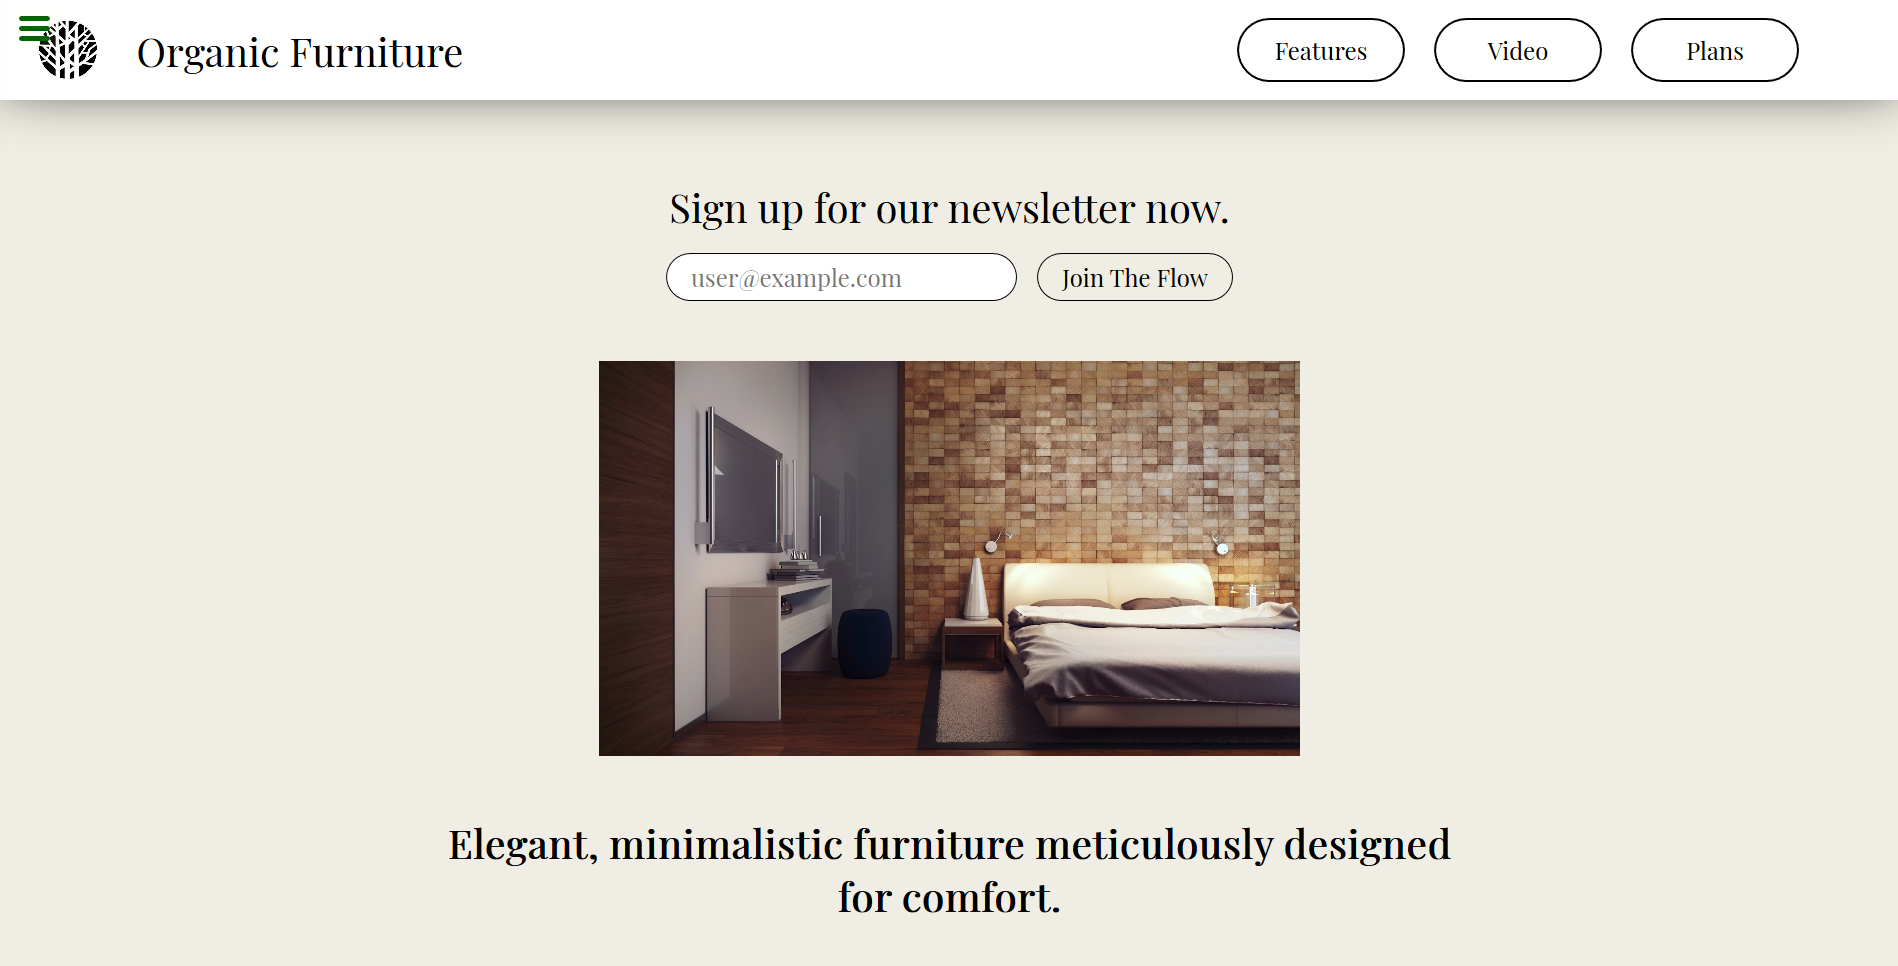 Organic Furniture
Features
Video
Plans
Sign up for our newsletter now.
user@example.com
Join The Flow
Elegant, minimalistic furniture meticulously designed
for comfort.